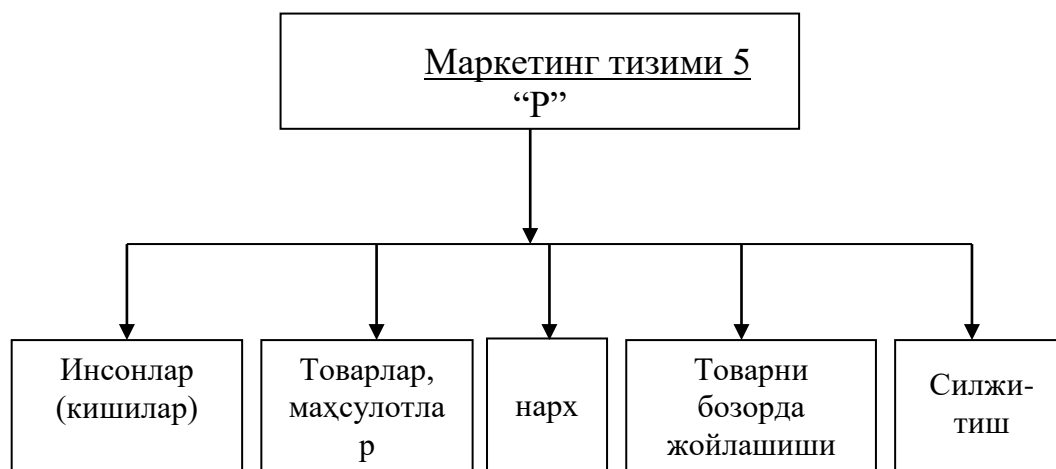 Маркетинг тизими 5
“Р”
Инсонлар
(кишилар)
Товарлар,
маҳсулотла
р
нарх
Товарни
бозорда
жойлашиши
Силжи-
тиш